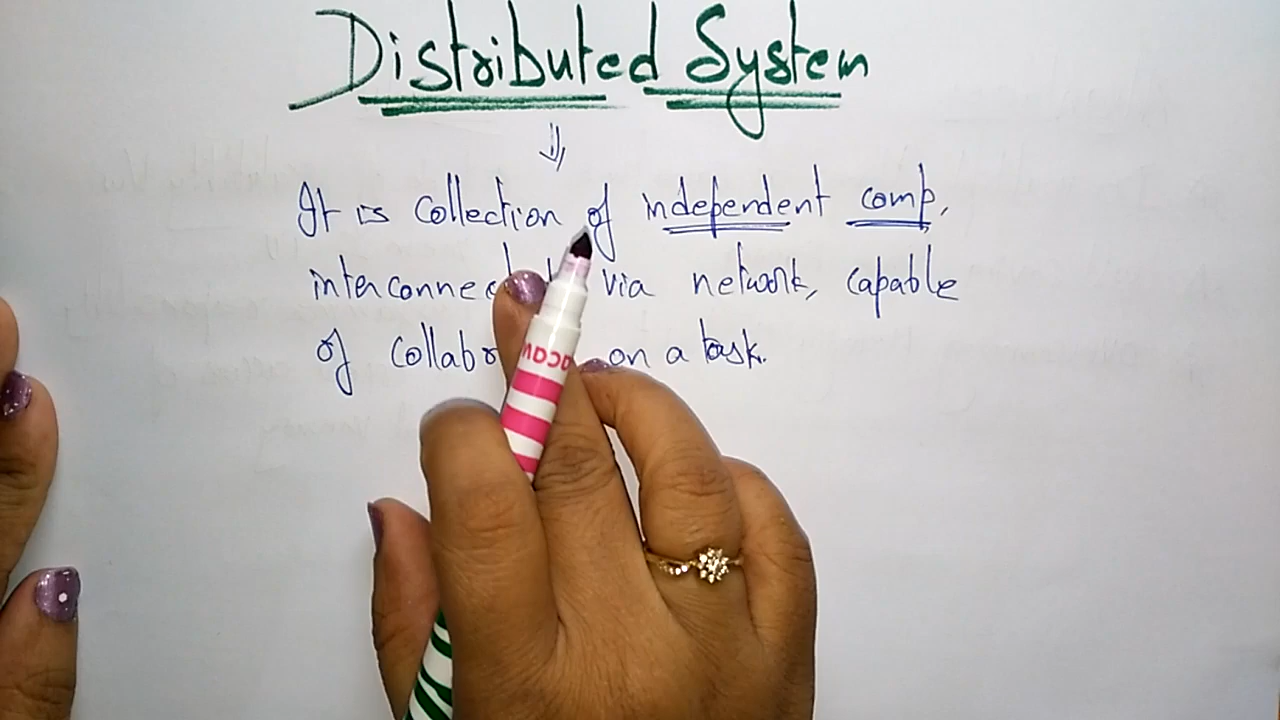 Distributed System
It is collection of independent comp,
via network, capable
of on a task.